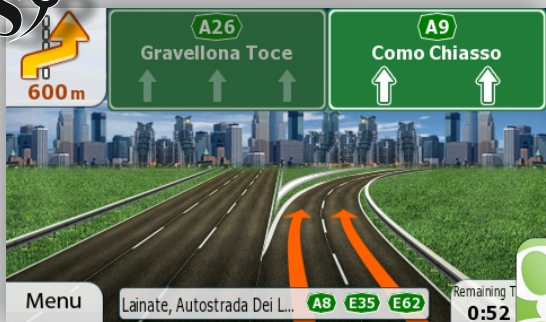 600 m
A26
Gravellona Toce
A9
Como Chiasso
Menu
Lainate, Autostrada Dei L... A8 E35 E62
Remaining T
0:52